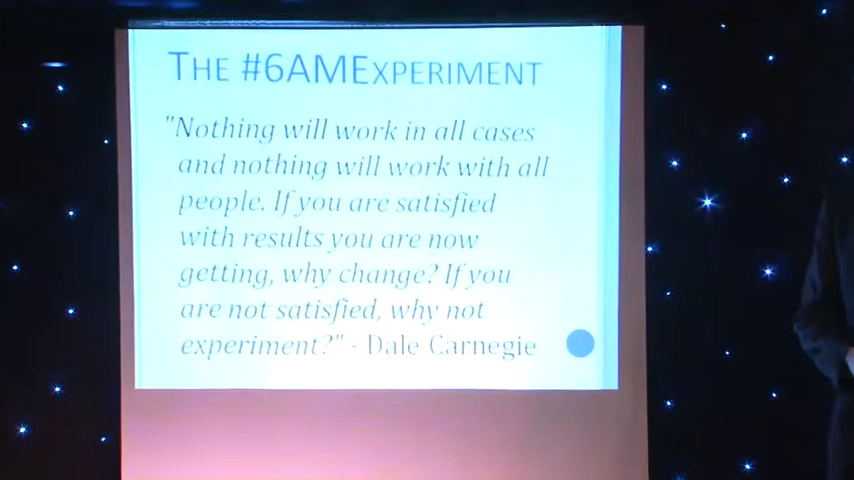 THE #6AMEXPERIMENT
"Nothing will work in all cases
and nothing will work with all
people. If you are satisfied
with results you are now
getting, why change? If you
are not satisfied, why not
experiment?" - Dale Carnegie